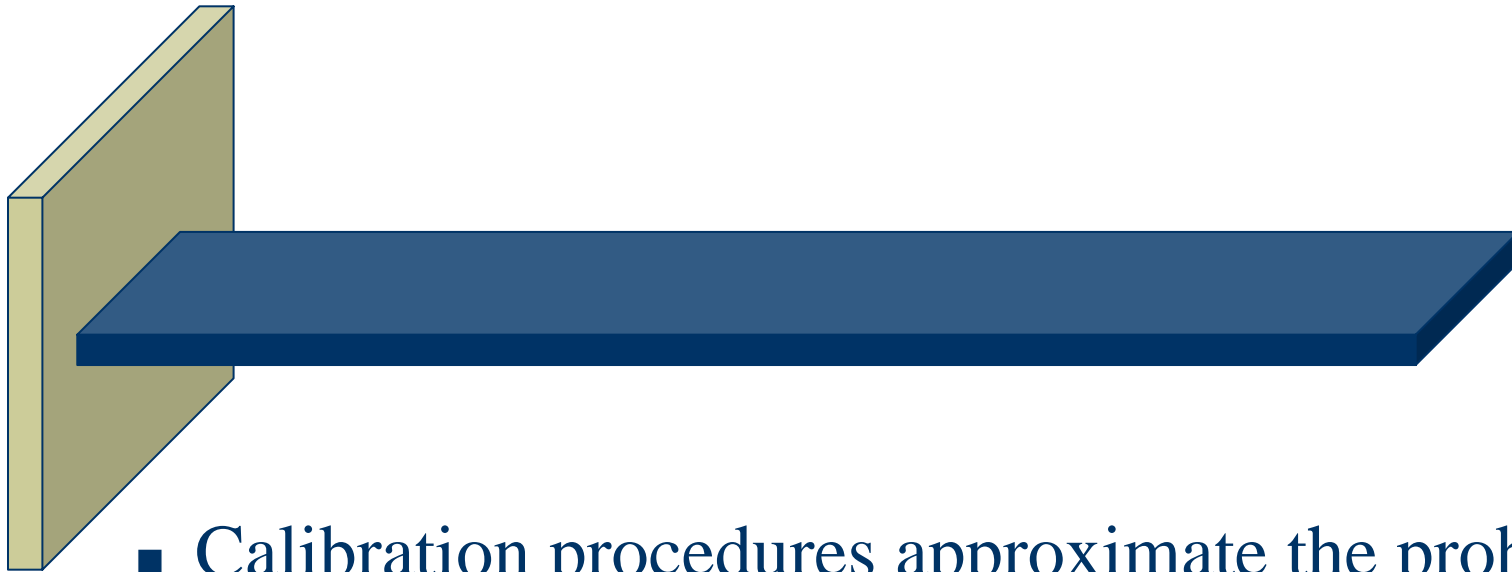 ▪ Calibration procedures approximate the